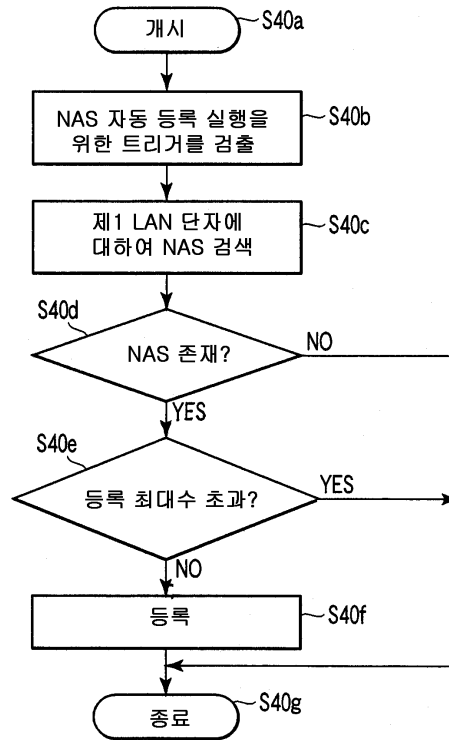 개시
S40a
NAS 자동 등록 실행을
위한 트리거를 검출
S40b
제1 LAN 단자에
대하여 NAS 검색
S40c
S40d
NAS 존재?
NO
YES
S40e
등록 최대수 초과?
YES
NO
등록
S40f
종료
S40g